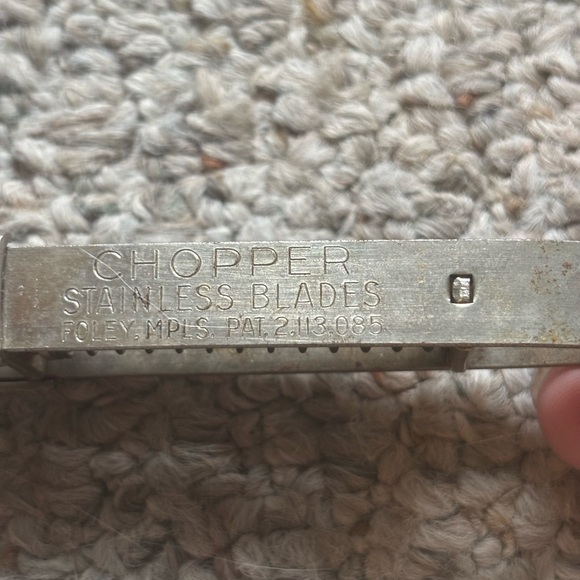 CHOPPER
STAINLESS BLADES
FOLEY, MPLS. PAT. 2,113,085